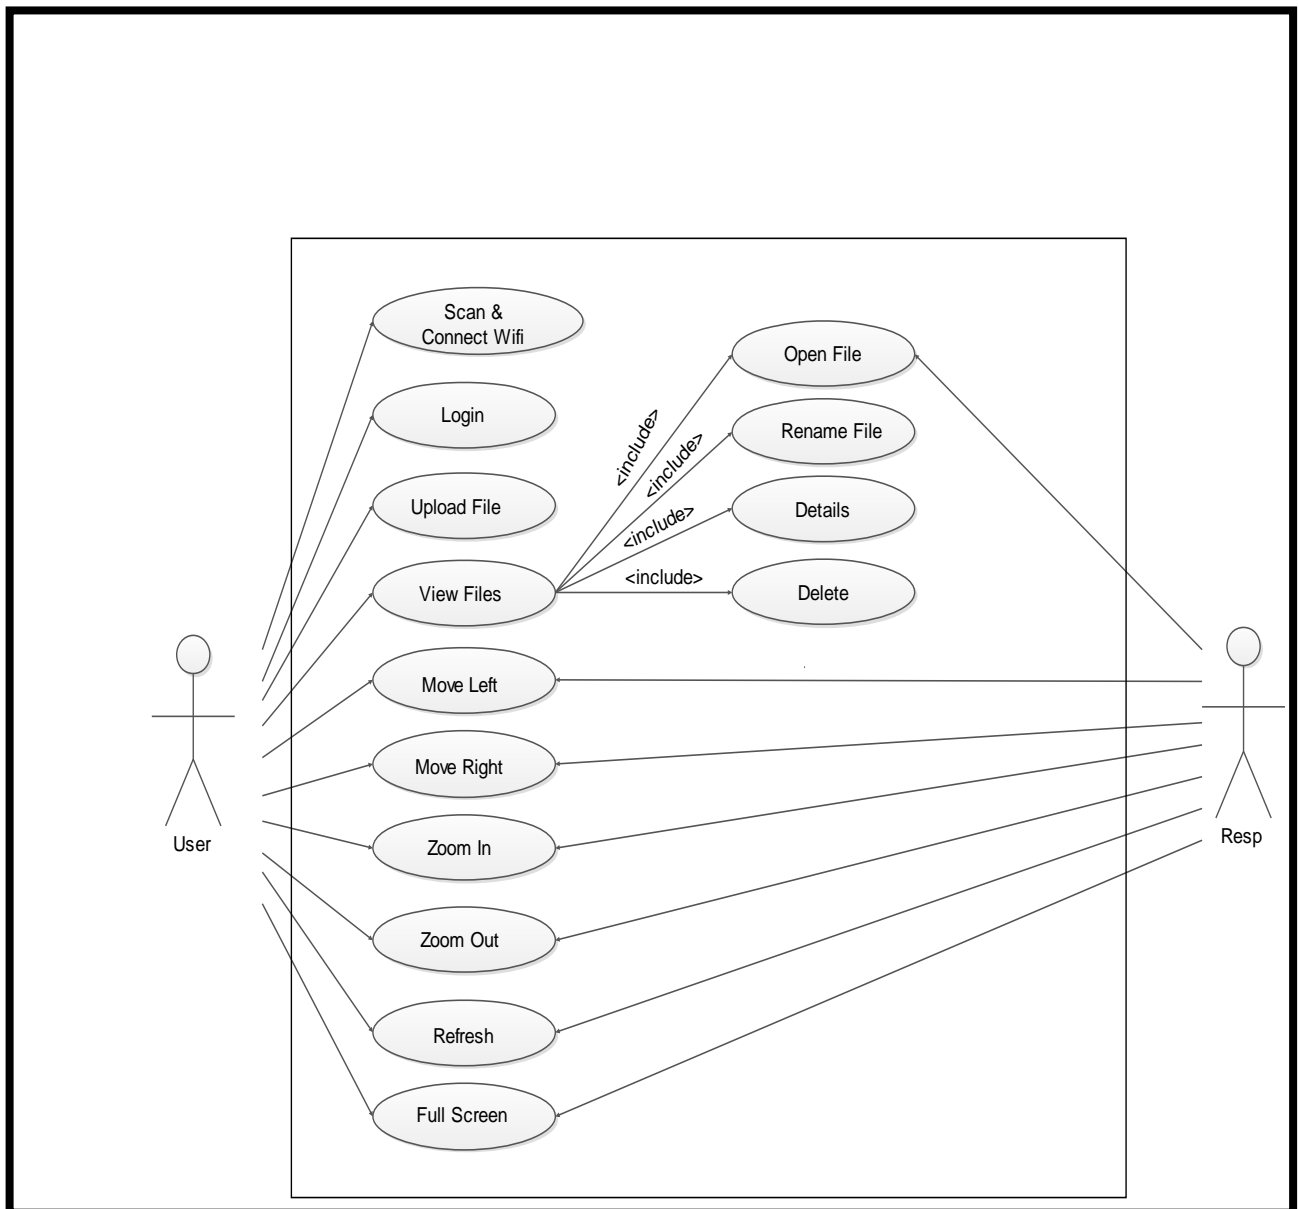 Scan &
Connect Wifi
Open File
Login
<include>
Rename File
<include>
Upload File
<include>
Details
View Files
<include>
Delete
Move Left
Move Right
User
Resp
Zoom In
Zoom Out
Refresh
Full Screen